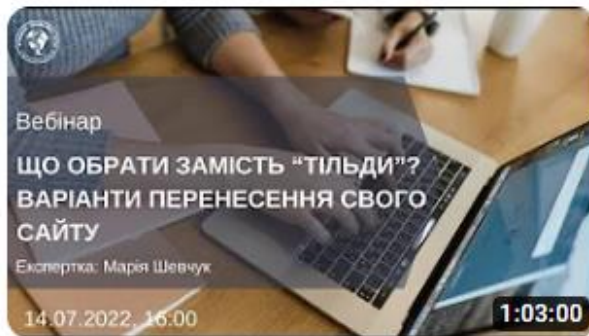 Вебінар
ЩО ОБРАТИ ЗАМІСТЬ “ТІЛЬДИ”?
ВАРІАНТИ ПЕРЕНЕСЕННЯ СВОГО
САЙТУ
Експертка: Марія Шевчук
14.07.2022, 16:00
1:03:00